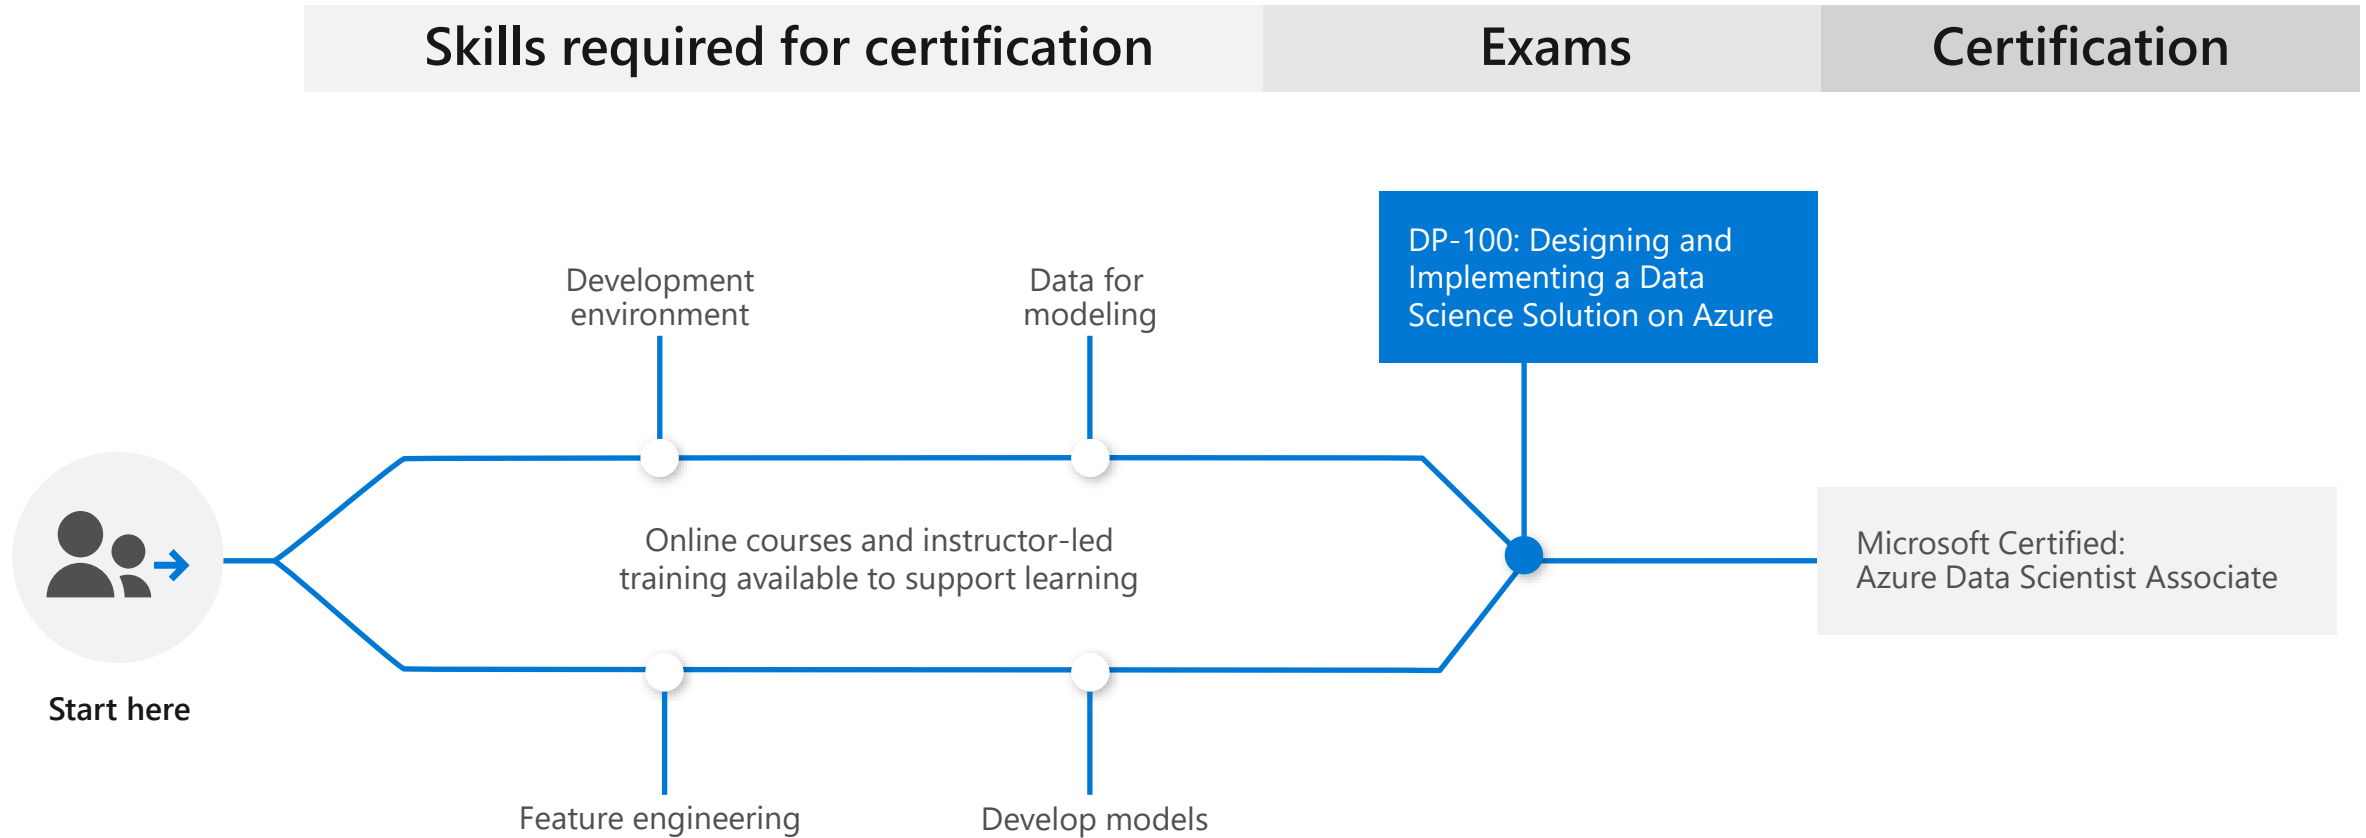 Skills required for certification
Exams
Certification
DP-100: Designing and
Implementing a Data
Science Solution on Azure
Development
environment
Data for
modeling
Online courses and instructor-led
training available to support learning
Microsoft Certified:
Azure Data Scientist Associate
Start here
Feature engineering
Develop models